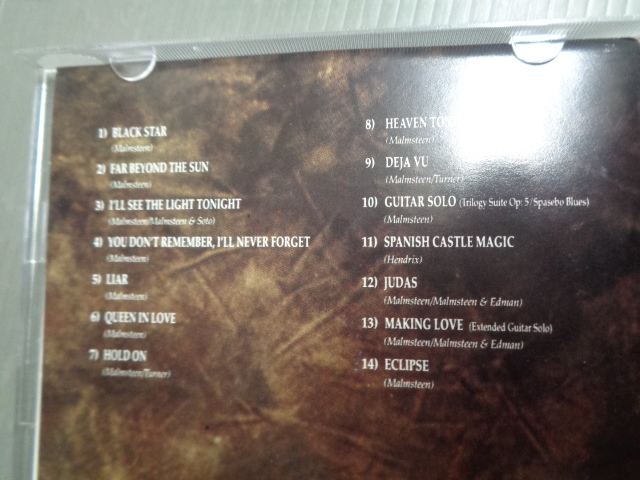 1) BLACK STAR
(Malmsteen)
2) FAR BEYOND THE SUN
(Malmsteen)
3) I'LL SEE THE LIGHT TONIGHT
(Malmsteen/Malmsteen & Soto)
4) YOU DON'T REMEMBER, I'LL NEVER FORGET
(Malmsteen)
5) LIAR
(Malmsteen)
6) QUEEN IN LOVE
(Malmsteen)
7) HOLD ON
(Malmsteen/Turner)
8) HEAVEN
(Malmsteen)
9) DEJA VU
(Malmsteen/Turner)
10) GUITAR SOLO (Trilogy Suite Op: 5/Spasebo Blues)
(Malmsteen)
11) SPANISH CASTLE MAGIC
(Hendrix)
12) JUDAS
(Malmsteen/Malmsteen & Edman)
13) MAKING LOVE (Extended Guitar Solo)
(Malmsteen/Malmsteen & Edman)
14) ECLIPSE
(Malmsteen)